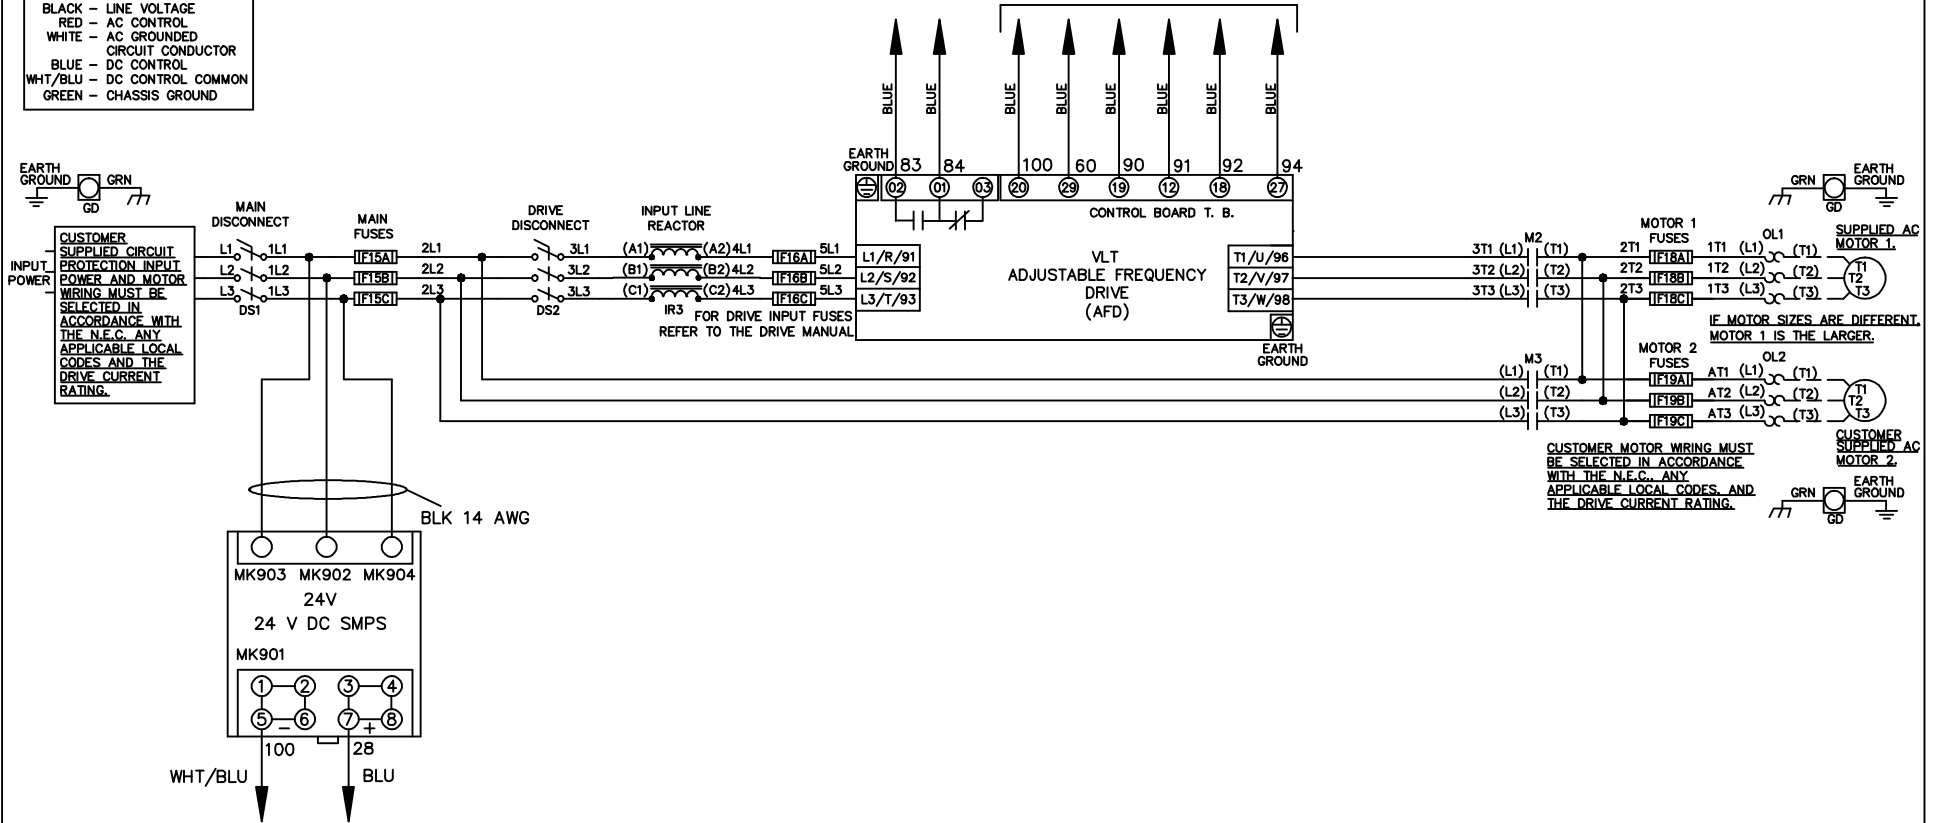 BLACK – LINE VOLTAGE
RED – AC CONTROL
WHITE – AC GROUNDED
CIRCUIT CONDUCTOR
BLUE – DC CONTROL
WHT/BLU – DC CONTROL COMMON
GREEN – CHASSIS GROUND
BLUE
BLUE
BLUE
BLUE
BLUE
BLUE
BLUE
BLUE
EARTH
GROUND
83
84
100
60
90
91
92
94
02
01
03
20
29
19
12
18
27
CONTROL BOARD T. B.
EARTH
GROUND
GRN
GD
INPUT
POWER
CUSTOMER
SUPPLIED CIRCUIT
PROTECTION INPUT
POWER AND MOTOR
WIRING MUST BE
SELECTED IN
ACCORDANCE WITH
THE N.E.C. ANY
APPLICABLE LOCAL
CODES AND THE
DRIVE CURRENT
RATING.
MAIN
DISCONNECT
L1 1L1
L2 1L2
L3 1L3
DS1
MAIN
FUSES
F15A
F15B
F15C
2L1
2L2
2L3
DRIVE
DISCONNECT
3L1
3L2
3L3
DS2
INPUT LINE
REACTOR
(A1) (A2) 4L1
(B1) (B2) 4L2
(C1) (C2) 4L3
IR3
F16A 5L1
F16B 5L2
F16C 5L3
FOR DRIVE INPUT FUSES
REFER TO THE DRIVE MANUAL
L1/R/91
L2/S/92
L3/T/93
VLT
ADJUSTABLE FREQUENCY
DRIVE
(AFD)
T1/U/96
T2/V/97
T3/W/98
EARTH
GROUND
M2
3T1 (L1) (T1)
3T2 (L2) (T2)
3T3 (L3) (T3)
MOTOR 1
FUSES
2T1 F18A 1T1 (L1)
2T2 F18B 1T2 (L2)
2T3 F18C 1T3 (L3)
OL1
(T1)
(T2)
(T3)
T1
T2
T3
GRN
GD
EARTH
GROUND
SUPPLIED AC
MOTOR 1.
IF MOTOR SIZES ARE DIFFERENT,
MOTOR 1 IS THE LARGER.
M3
(L1) (T1)
(L2) (T2)
(L3) (T3)
MOTOR 2
FUSES
F19A AT1 (L1)
F19B AT2 (L2)
F19C AT3 (L3)
OL2
(T1)
(T2)
(T3)
T1
T2
T3
CUSTOMER
SUPPLIED AC
MOTOR 2.
CUSTOMER MOTOR WIRING MUST
BE SELECTED IN ACCORDANCE
WITH THE N.E.C., ANY
APPLICABLE LOCAL CODES, AND
THE DRIVE CURRENT RATING.
GRN
GD
EARTH
GROUND
BLK 14 AWG
MK903 MK902 MK904
24V
24 V DC SMPS
MK901
1 2 3 4
5 – 6 7 + 8
100
28
WHT/BLU
BLU